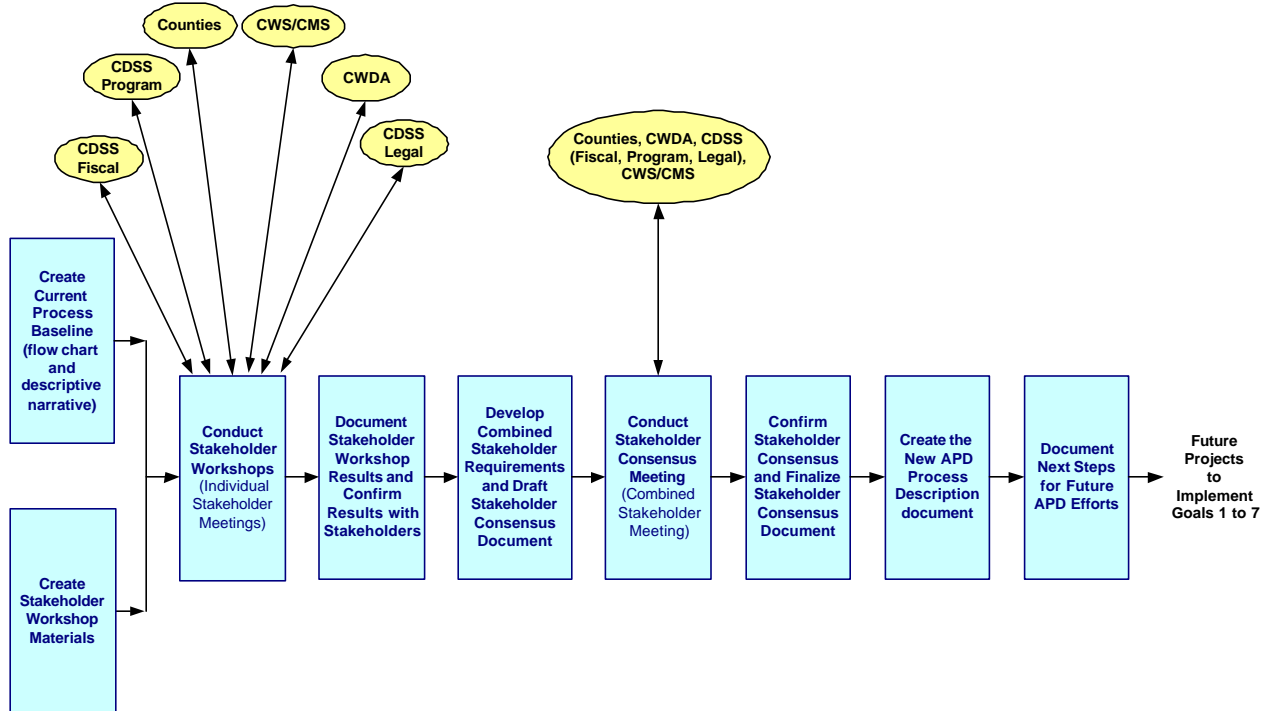 Counties
CWS/CMS
CDSS
Program
CWDA
CDSS
Fiscal
CDSS
Legal
Counties, CWDA, CDSS
(Fiscal, Program, Legal),
CWS/CMS
Create
Current
Process
Baseline
(flow chart
and
descriptive
narrative)
Create
Stakeholder
Workshop
Materials
Conduct
Stakeholder
Workshops
(Individual
Stakeholder
Meetings)
Document
Stakeholder
Workshop
Results and
Confirm
Results with
Stakeholders
Develop
Combined
Stakeholder
Requirements
and Draft
Stakeholder
Consensus
Document
Conduct
Stakeholder
Consensus
Meeting
(Combined
Stakeholder
Meeting)
Confirm
Stakeholder
Consensus
and Finalize
Stakeholder
Consensus
Document
Create the
New APD
Process
Description
document
Document
Next Steps
for Future
APD Efforts
Future
Projects
to
Implement
Goals 1 to 7